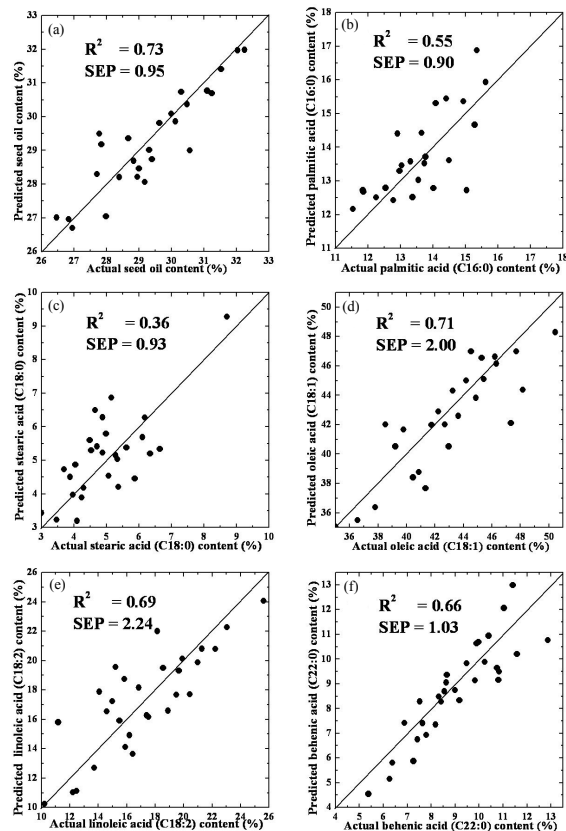 (a)
R² = 0.73
SEP = 0.95
Predicted seed oil content (%)
33
32
31
30
29
28
27
26
26 27 28 29 30 31 32 33
Actual seed oil content (%)
(b)
R² = 0.55
SEP = 0.90
Predicted palmitic acid (C16:0) content (%)
18
17
16
15
14
13
12
11
11 12 13 14 15 16 17 18
Actual palmitic acid (C16:0) content (%)
(c)
R² = 0.36
SEP = 0.93
Predicted stearic acid (C18:0) content (%)
10
9
8
7
6
5
4
3
3 4 5 6 7 8 9 10
Actual stearic acid (C18:0) content (%)
(d)
R² = 0.71
SEP = 2.00
Predicted oleic acid (C18:1) content (%)
50
48
46
44
42
40
38
36
36 38 40 42 44 46 48 50
Actual oleic acid (C18:1) content (%)
(e)
R² = 0.69
SEP = 2.24
Predicted linoleic acid (C18:2) content (%)
26
24
22
20
18
16
14
12
10
10 12 14 16 18 20 22 24 26
Actual linoleic acid (C18:2) content (%)
(f)
R² = 0.66
SEP = 1.03
Predicted behenic acid (C22:0) content (%)
13
12
11
10
9
8
7
6
5
4
4 5 6 7 8 9 10 11 12 13
Actual behenic acid (C22:0) content (%)